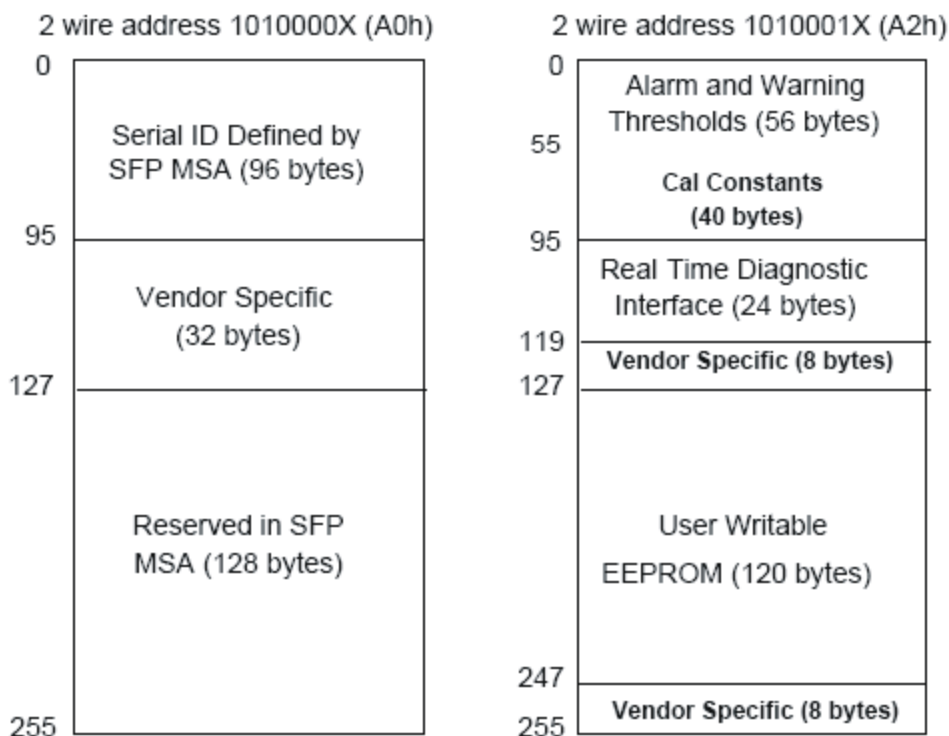 2 wire address 1010000X (A0h)
0
Serial ID Defined by
SFP MSA (96 bytes)
95
Vendor Specific
(32 bytes)
127
Reserved in SFP
MSA (128 bytes)
255
2 wire address 1010001X (A2h)
0
Alarm and Warning
Thresholds (56 bytes)
55
Cal Constants
(40 bytes)
95
Real Time Diagnostic
Interface (24 bytes)
119
Vendor Specific (8 bytes)
127
User Writable
EEPROM (120 bytes)
247
Vendor Specific (8 bytes)
255